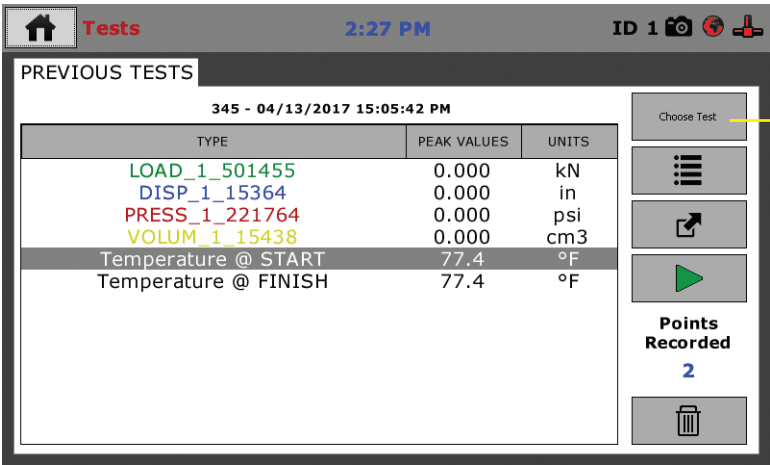 Tests 2:27 PM ID 1
PREVIOUS TESTS
345 - 04/13/2017 15:05:42 PM
TYPE PEAK VALUES UNITS
LOAD_1_501455 0.000 kN
DISP_1_15364 0.000 in
PRESS_1_221764 0.000 psi
VOLUM_1_15438 0.000 cm3
Temperature @ START 77.4 °F
Temperature @ FINISH 77.4 °F
Choose Test
Points
Recorded
2